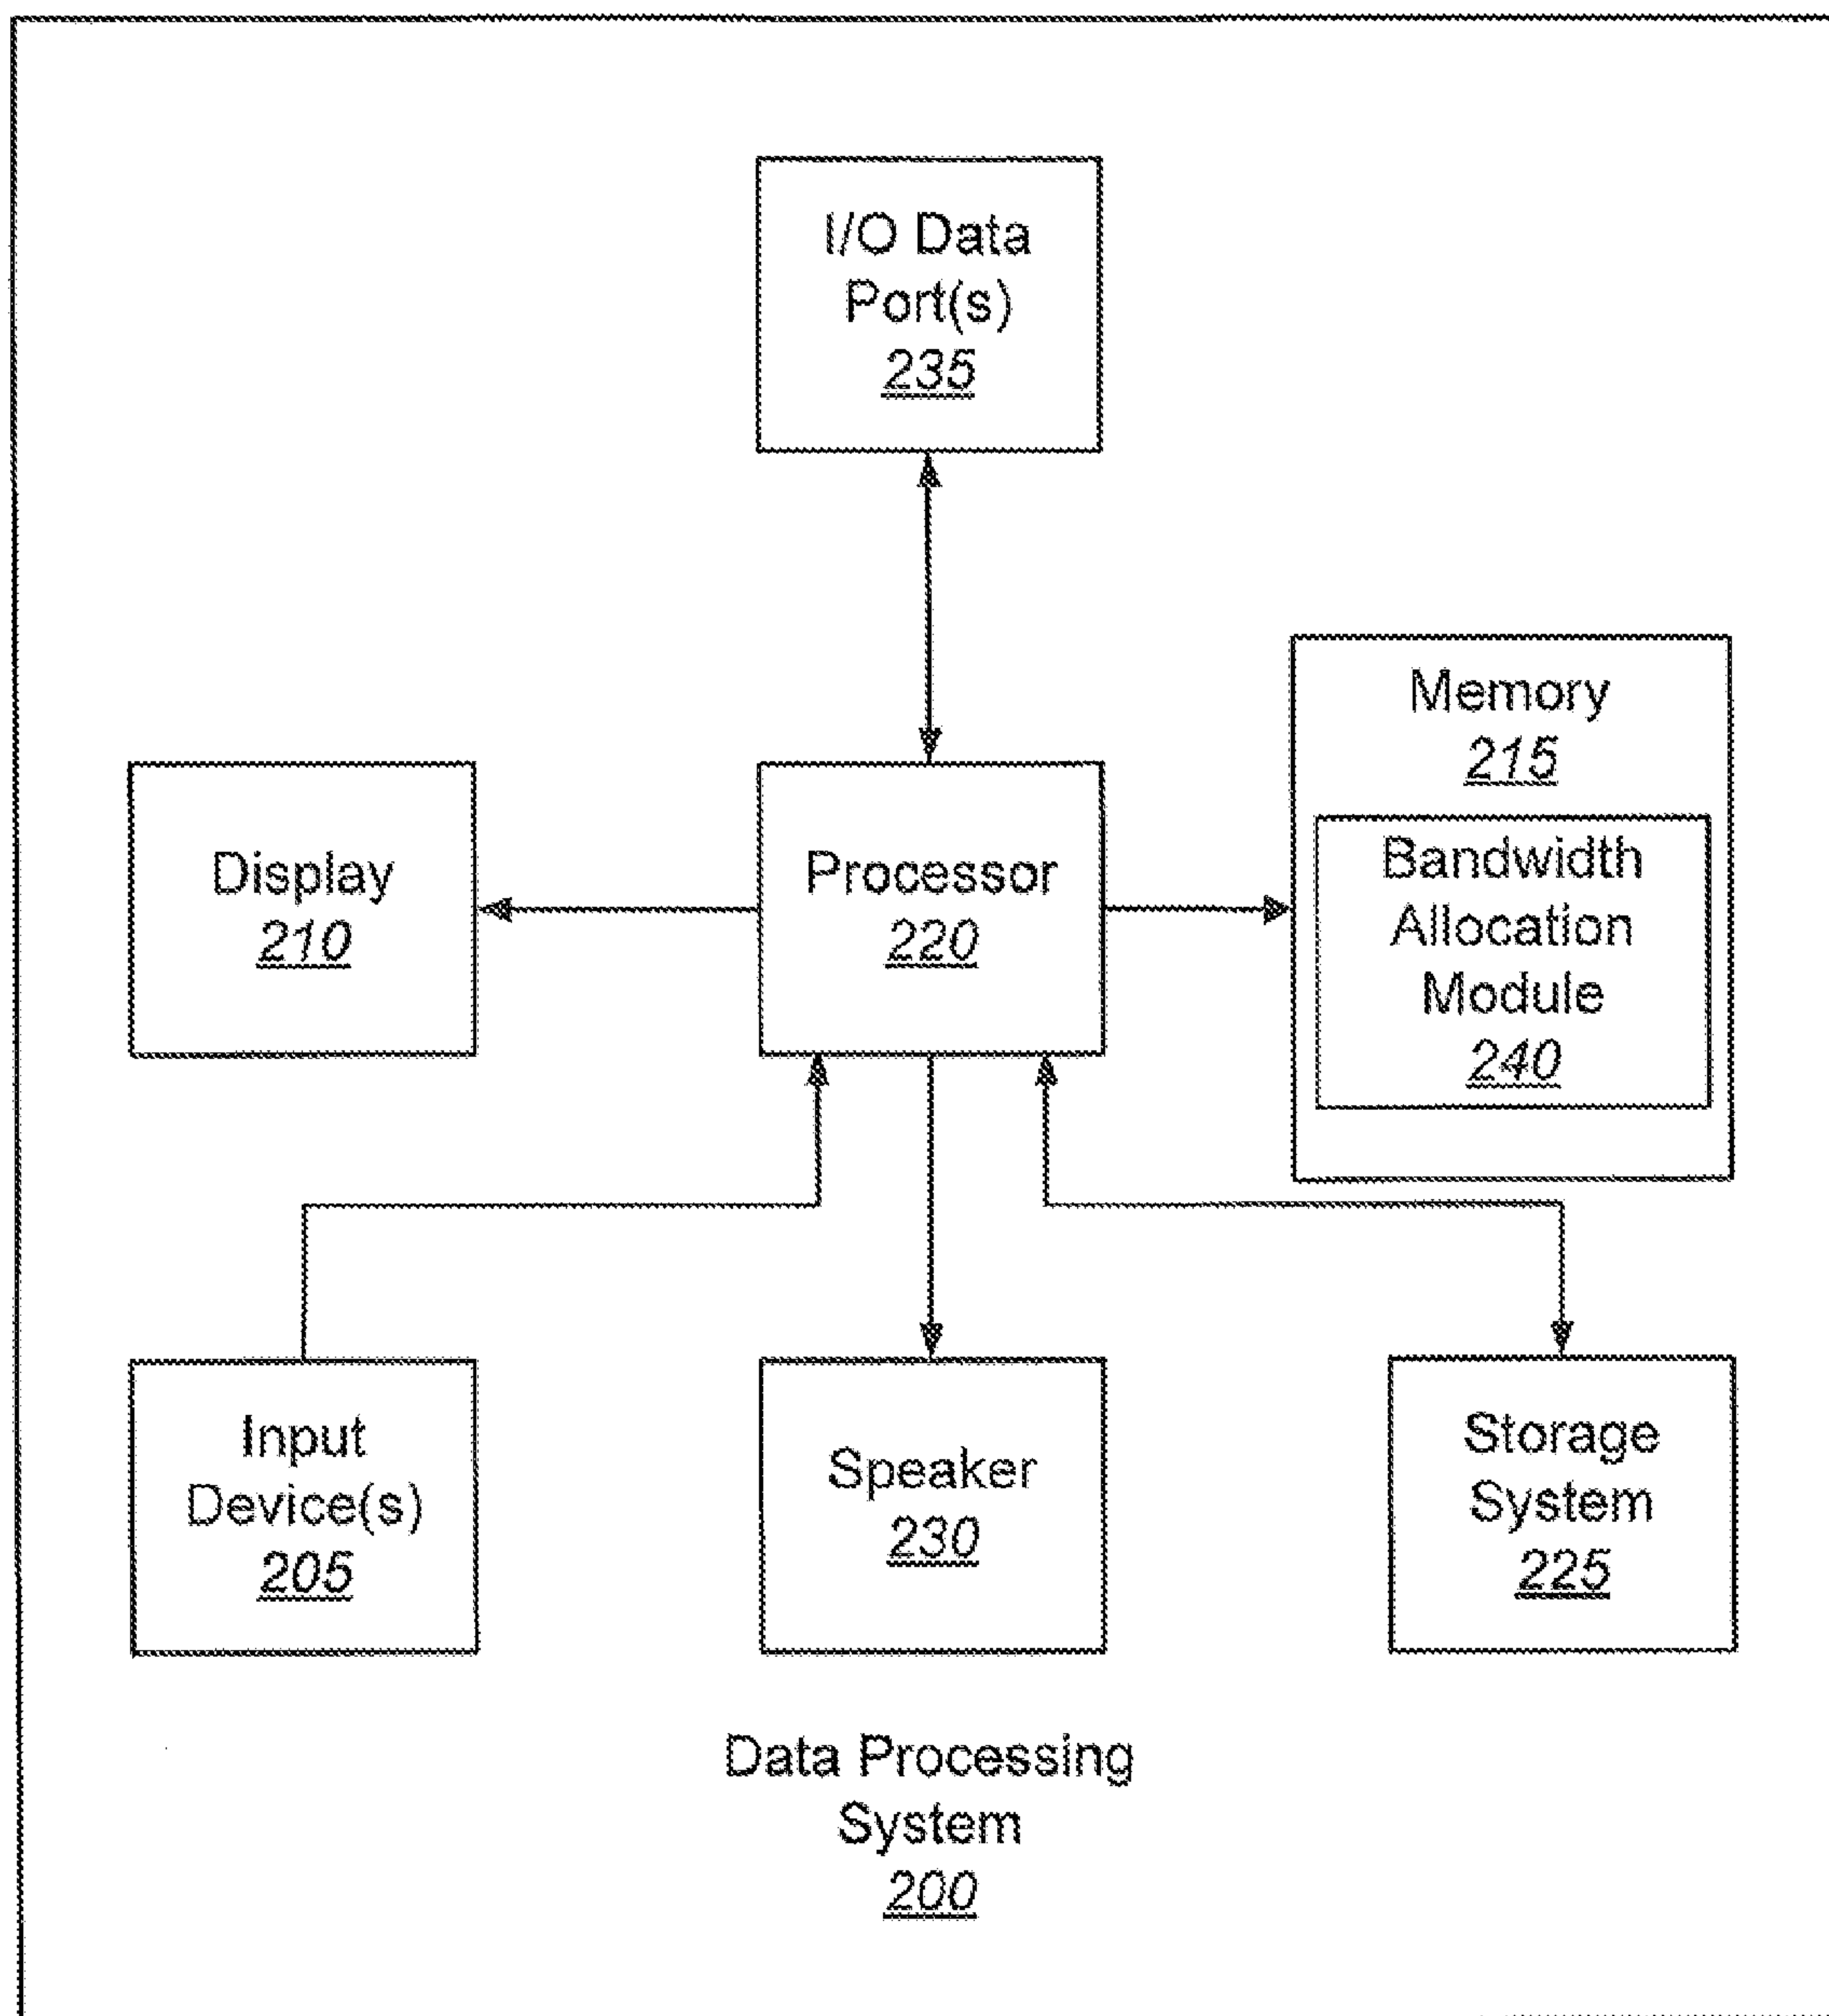 I/O Data
Port(s)
235
Memory
215
Bandwidth
Allocation
Module
240
Display
210
Processor
220
Input
Device(s)
205
Speaker
230
Storage
System
225
Data Processing
System
200